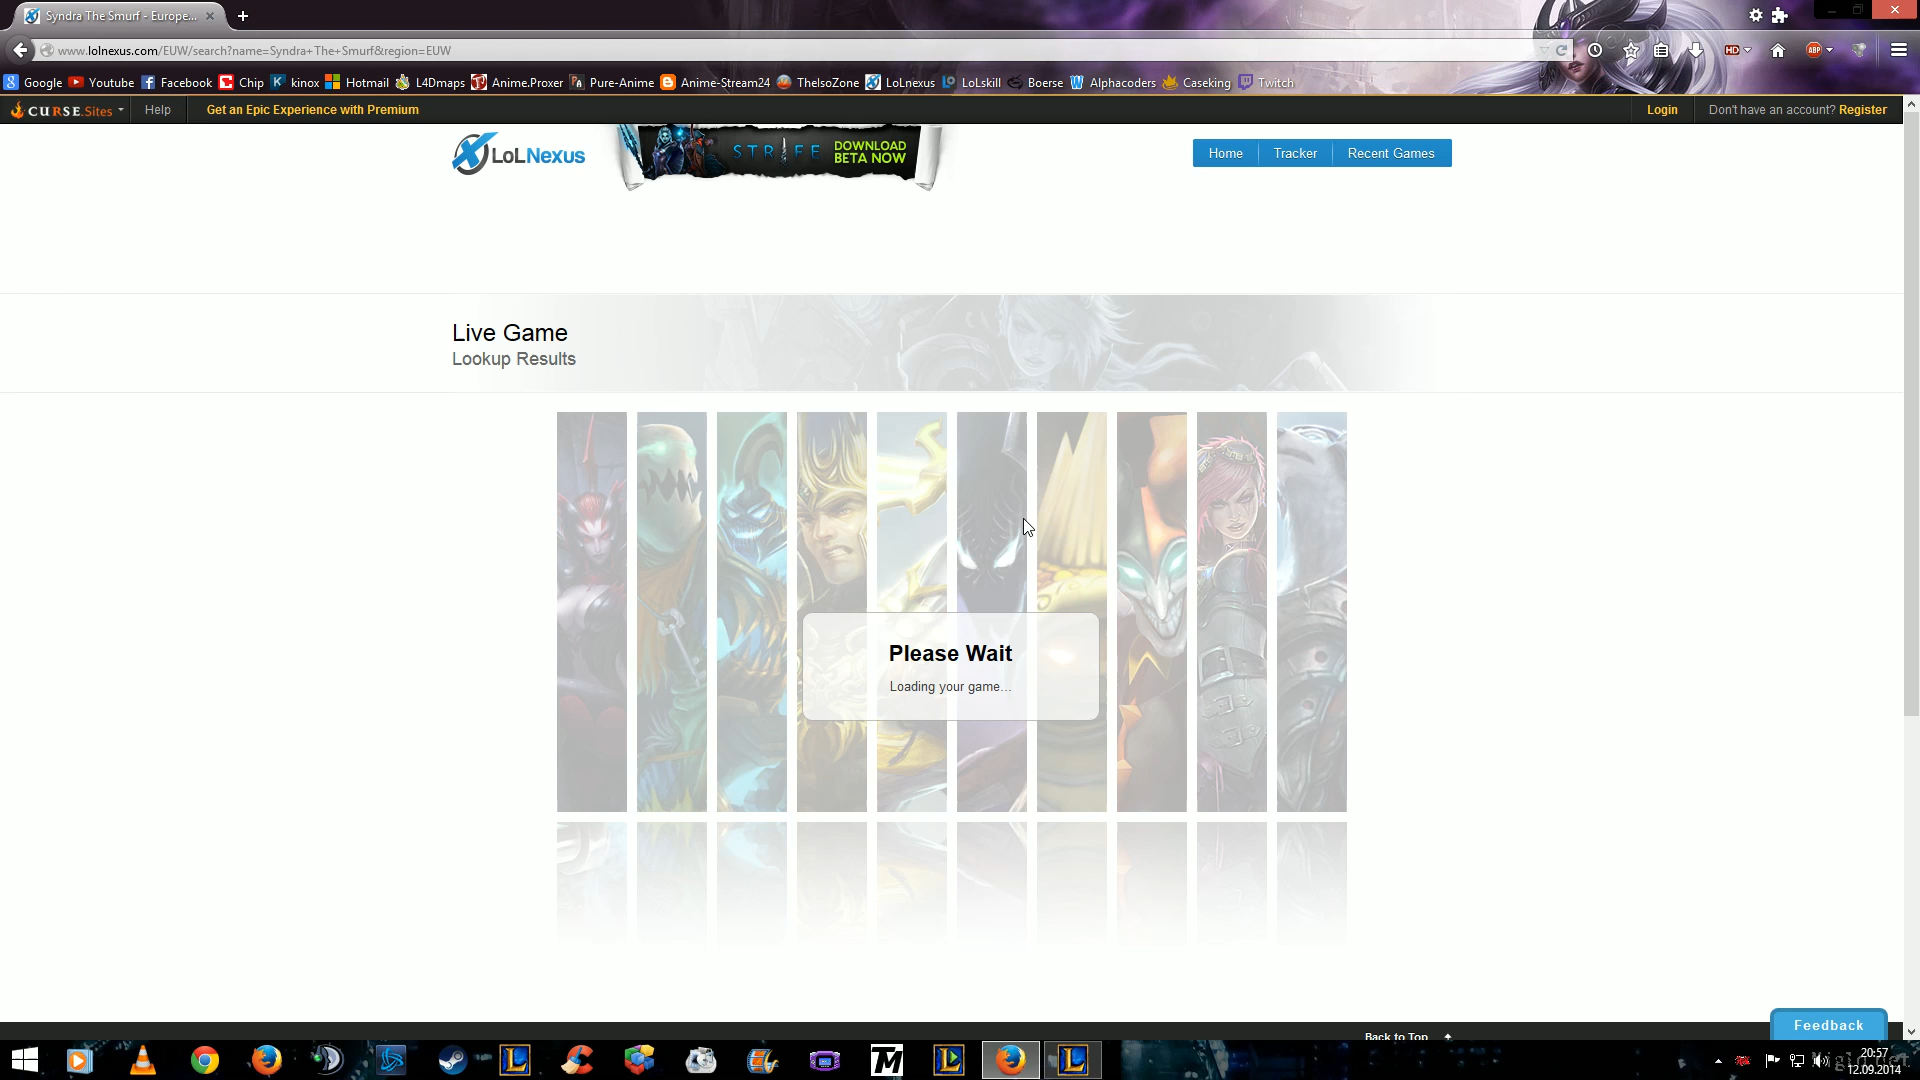 Syndra The Smurf - Europe...
www.lolnexus.com/EUW/search?name=Syndra+The+Smurf&region=EUW
HD
ABP
Google Youtube Facebook Chip kinox Hotmail L4Dmaps Anime.Proxer Pure-Anime Anime-Stream24 TheIsoZone LoLnexus LoLskill Boerse Alphacoders Caseking Twitch
CURSE.Sites Help Get an Epic Experience with Premium Login Don't have an account? Register
LoLNexus
STRIFE DOWNLOAD
BETA NOW
Home Tracker Recent Games
Live Game
Lookup Results
Please Wait
Loading your game...
Feedback
Back to Top
20:57
12.09.2014